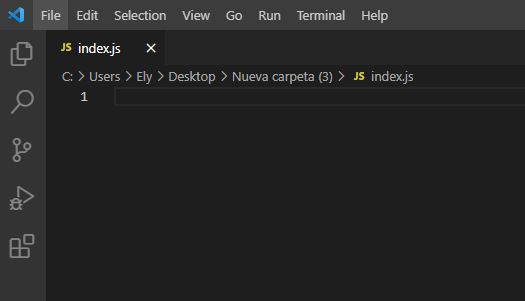 File Edit Selection View Go Run Terminal Help
JS index.js ×
C: > Users > Ely > Desktop > Nueva carpeta (3) > JS index.js
1